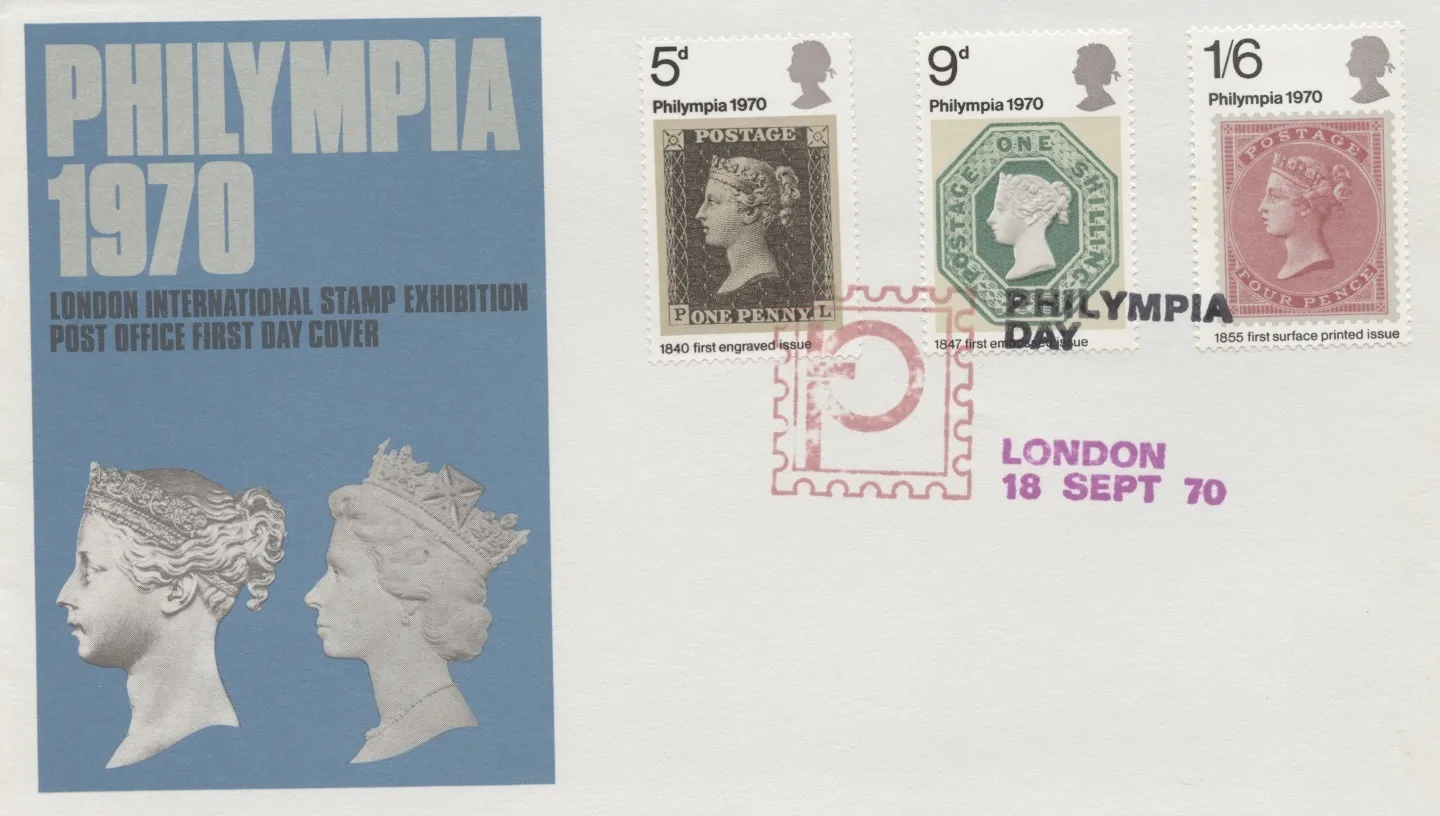 PHILYMPIA
1970
LONDON INTERNATIONAL STAMP EXHIBITION
POST OFFICE FIRST DAY COVER
5d
Philympia 1970
POSTAGE
P ONE PENNY L
1840 first engraved issue
9d
Philympia 1970
POSTAGE ONE SHILLING
1847 first embossed issue
1/6
Philympia 1970
POSTAGE
FOUR PENCE
1855 first surface printed issue
PHILYMPIA
DAY
P
LONDON
18 SEPT 70